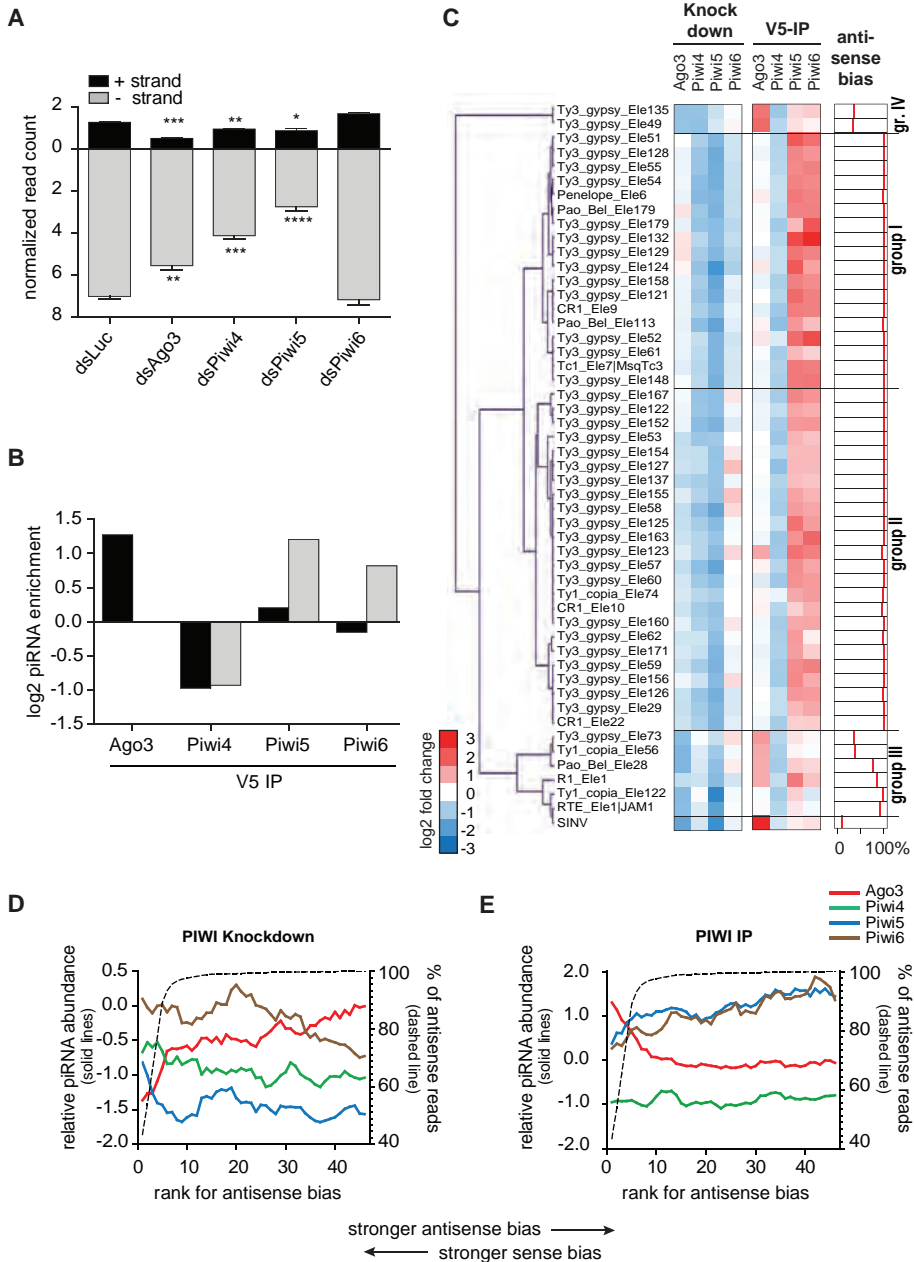 A
+ strand
- strand
normalized read count
2
0
2
4
6
8
***
**
*
**
***
****
dsLuc
dsAgo3
dsPiwi4
dsPiwi5
dsPiwi6
B
log2 piRNA enrichment
1.5
1.0
0.5
0.0
-0.5
-1.0
-1.5
Ago3
Piwi4
Piwi5
Piwi6
V5 IP
C
Knock
down
V5-IP
anti-
sense
bias
Ago3
Piwi4
Piwi5
Piwi6
Ago3
Piwi4
Piwi5
Piwi6
Ty3_gypsy_Ele135
Ty3_gypsy_Ele49
Ty3_gypsy_Ele51
Ty3_gypsy_Ele128
Ty3_gypsy_Ele55
Ty3_gypsy_Ele54
Penelope_Ele6
Pao_Bel_Ele179
Ty3_gypsy_Ele179
Ty3_gypsy_Ele132
Ty3_gypsy_Ele129
Ty3_gypsy_Ele124
Ty3_gypsy_Ele158
Ty3_gypsy_Ele121
CR1_Ele9
Pao_Bel_Ele113
Ty3_gypsy_Ele52
Ty3_gypsy_Ele61
Tc1_Ele7|MsqTc3
Ty3_gypsy_Ele148
Ty3_gypsy_Ele167
Ty3_gypsy_Ele122
Ty3_gypsy_Ele152
Ty3_gypsy_Ele53
Ty3_gypsy_Ele154
Ty3_gypsy_Ele127
Ty3_gypsy_Ele137
Ty3_gypsy_Ele155
Ty3_gypsy_Ele58
Ty3_gypsy_Ele125
Ty3_gypsy_Ele163
Ty3_gypsy_Ele123
Ty3_gypsy_Ele57
Ty3_gypsy_Ele60
Ty1_copia_Ele74
CR1_Ele10
Ty3_gypsy_Ele160
Ty3_gypsy_Ele62
Ty3_gypsy_Ele171
Ty3_gypsy_Ele59
Ty3_gypsy_Ele156
Ty3_gypsy_Ele126
Ty3_gypsy_Ele29
CR1_Ele22
Ty3_gypsy_Ele73
Ty1_copia_Ele56
Pao_Bel_Ele28
R1_Ele1
Ty1_copia_Ele122
RTE_Ele1|JAM1
SINV
gr. IV
group I
group II
group III
0
100%
log2 fold change
3
2
1
0
-1
-2
-3
D
PIWI Knockdown
relative piRNA abundance
(solid lines)
0.5
0.0
-0.5
-1.0
-1.5
-2.0
0
10
20
30
40
rank for antisense bias
100
80
60
40
% of antisense reads
(dashed line)
E
PIWI IP
Ago3
Piwi4
Piwi5
Piwi6
relative piRNA abundance
(solid lines)
2.0
1.0
0.0
-1.0
-2.0
0
10
20
30
40
rank for antisense bias
100
80
60
40
% of antisense reads
(dashed line)
stronger antisense bias
stronger sense bias